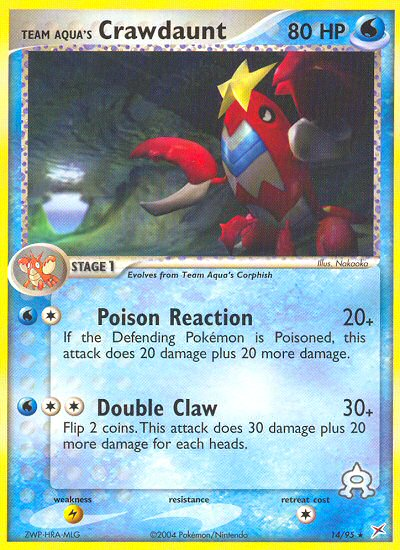 TEAM AQUA'S Crawdaunt 80 HP
Illus. Nakaoka
STAGE 1
Evolves from Team Aqua's Corphish
Poison Reaction 20+
If the Defending Pokémon is Poisoned, this
attack does 20 damage plus 20 more damage.
Double Claw 30+
Flip 2 coins. This attack does 30 damage plus 20
more damage for each heads.
weakness resistance retreat cost
ZWP-HRA-MLG ©2004 Pokémon/Nintendo 14/95 ★